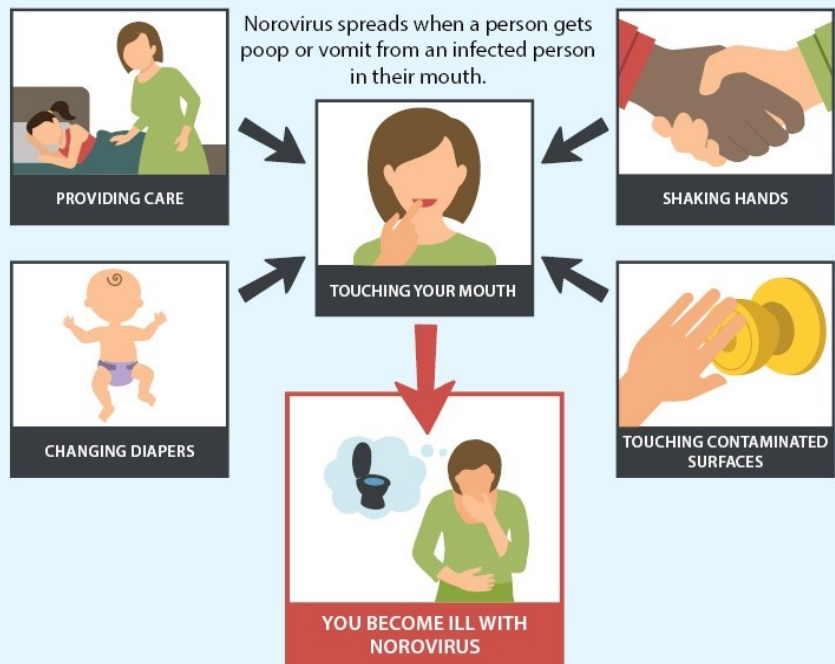 Norovirus spreads when a person gets
poop or vomit from an infected person
in their mouth.
PROVIDING CARE
SHAKING HANDS
TOUCHING YOUR MOUTH
CHANGING DIAPERS
TOUCHING CONTAMINATED
SURFACES
YOU BECOME ILL WITH
NOROVIRUS